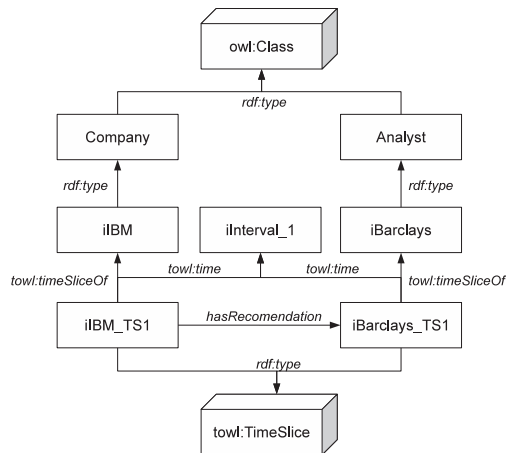 owl:Class
rdf:type
Company
Analyst
rdf:type
rdf:type
iIBM
iInterval_1
iBarclays
towl:time
towl:time
towl:timeSliceOf
towl:timeSliceOf
iIBM_TS1
hasRecomendation
iBarclays_TS1
rdf:type
towl:TimeSlice